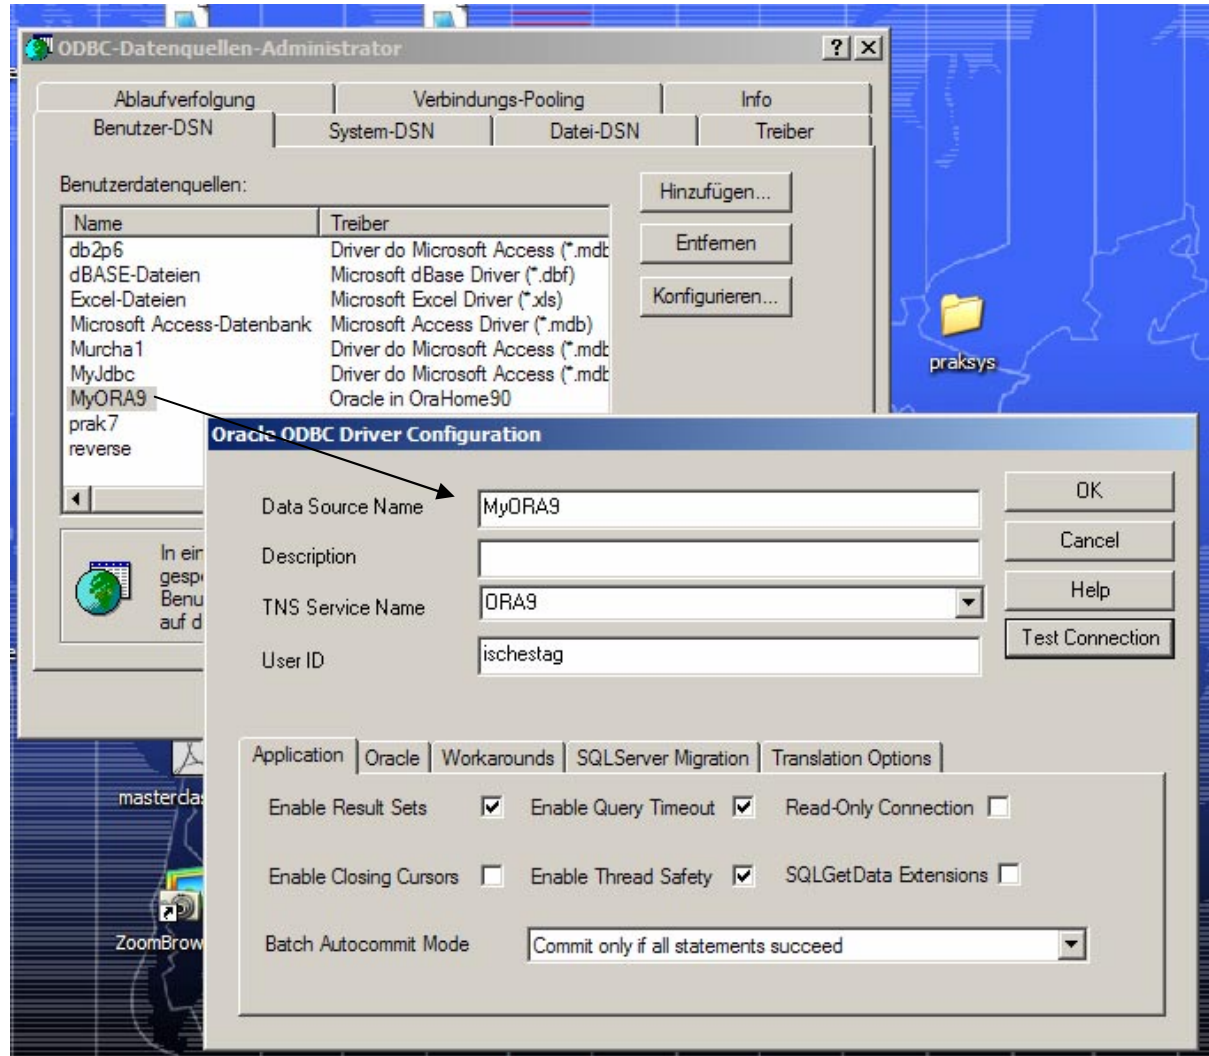 ODBC-Datenquellen-Administrator
Ablaufverfolgung Verbindungs-Pooling Info
Benutzer-DSN System-DSN Datei-DSN Treiber
Benutzerdatenquellen:
Name Treiber
db2p6 Driver do Microsoft Access (*.mdb
dBASE-Dateien Microsoft dBase Driver (*.dbf)
Excel-Dateien Microsoft Excel Driver (*.xls)
Microsoft Access-Datenbank Microsoft Access Driver (*.mdb)
Murcha1 Driver do Microsoft Access (*.mdb
MyJdbc Driver do Microsoft Access (*.mdb
MyORA9 Oracle in OraHome90
prak7
reverse
Hinzufügen...
Entfernen
Konfigurieren...
In ein
gesp
Benu
auf d
praksys
Oracle ODBC Driver Configuration
Data Source Name MyORA9
Description
TNS Service Name ORA9
User ID ischestag
OK
Cancel
Help
Test Connection
Application Oracle Workarounds SQLServer Migration Translation Options
Enable Result Sets Enable Query Timeout Read-Only Connection
Enable Closing Cursors Enable Thread Safety SQLGetData Extensions
Batch Autocommit Mode Commit only if all statements succeed
mastercla
ZoomBrow